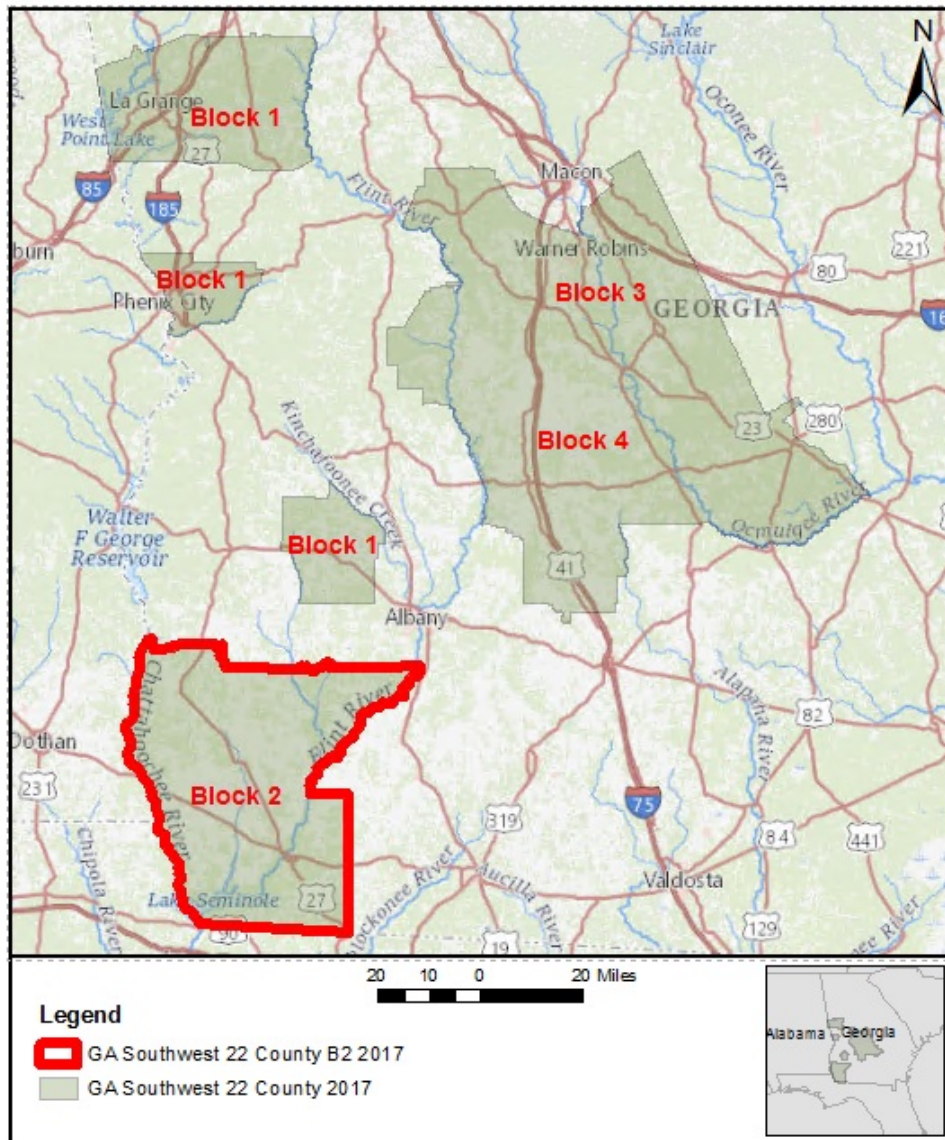 N
Lake
Sinclair
Oconee River
La Grange
Block 1
West
Point Lake
27
85
185
Flint River
Macon
burn
Block 1
Phenix City
Warner Robins
221
80
Block 3
GEORGIA
16
Kinchafoonee Creek
Block 4
23
280
Walter
F George
Reservoir
Block 1
Ocmulgee River
41
Albany
Chattahoochee River
Flint River
Alapaha River
82
Dothan
231
Block 2
75
319
84
441
Chipola River
Lake Seminole
27
90
Aucilla River
Valdosta
19
129
Legend
20 10 0 20 Miles
GA Southwest 22 County B2 2017
GA Southwest 22 County 2017
Alabama
Georgia